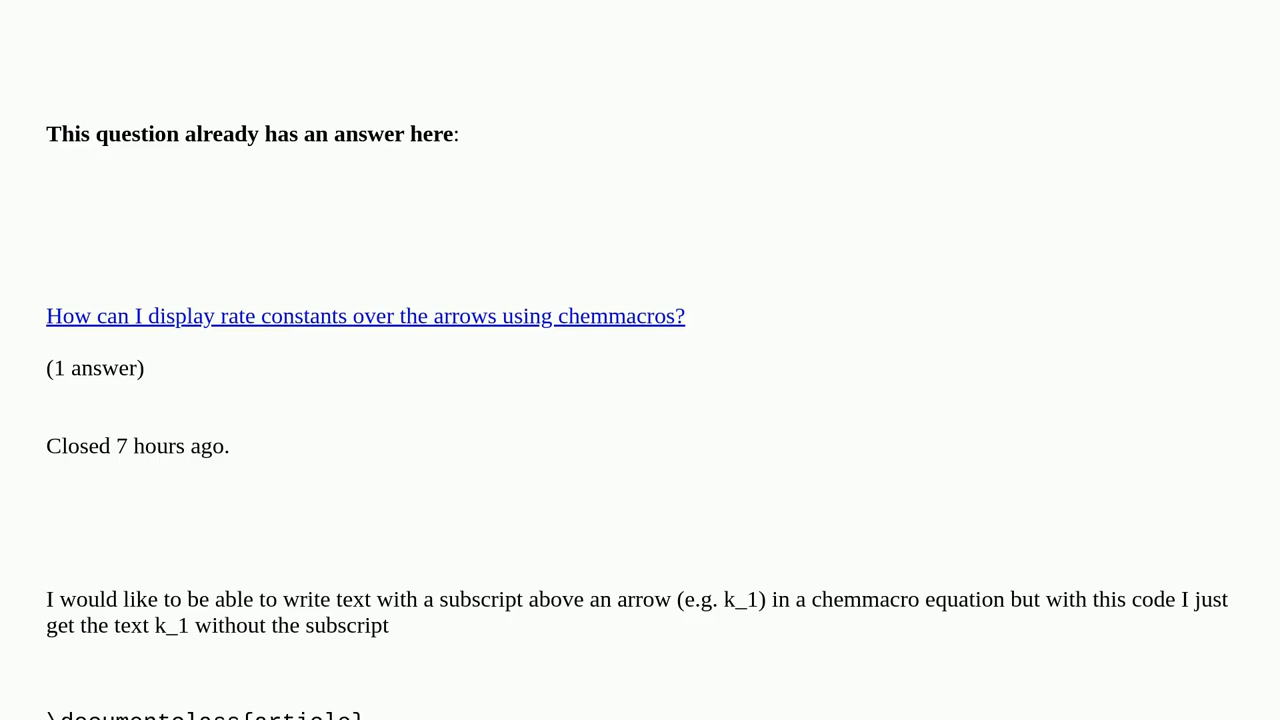 This question already has an answer here:
How can I display rate constants over the arrows using chemmacros?
(1 answer)
Closed 7 hours ago.
I would like to be able to write text with a subscript above an arrow (e.g. k_1) in a chemmacro equation but with this code I just
get the text k_1 without the subscript
\documentclass{article}